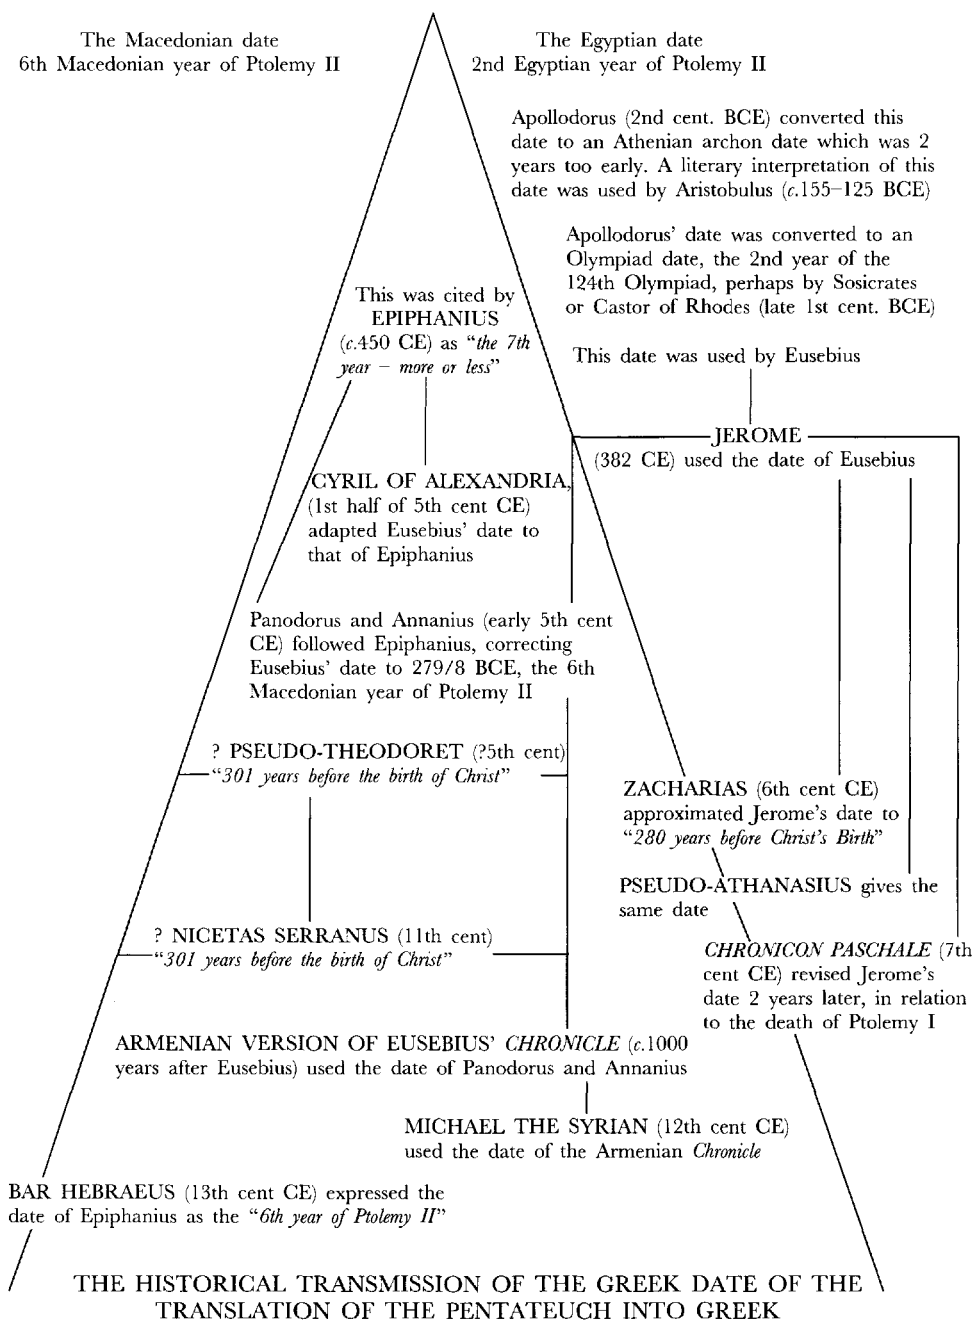 The Macedonian date
6th Macedonian year of Ptolemy II
The Egyptian date
2nd Egyptian year of Ptolemy II
Apollodorus (2nd cent. BCE) converted this
date to an Athenian archon date which was 2
years too early. A literary interpretation of this
date was used by Aristobulus (c.155–125 BCE)
Apollodorus' date was converted to an
Olympiad date, the 2nd year of the
124th Olympiad, perhaps by Sosicrates
or Castor of Rhodes (late 1st cent. BCE)
This was cited by
EPIPHANIUS
(c.450 CE) as "the 7th
year – more or less"
This date was used by Eusebius
JEROME
(382 CE) used the date of Eusebius
CYRIL OF ALEXANDRIA,
(1st half of 5th cent CE)
adapted Eusebius' date to
that of Epiphanius
Panodorus and Annanius (early 5th cent
CE) followed Epiphanius, correcting
Eusebius' date to 279/8 BCE, the 6th
Macedonian year of Ptolemy II
? PSEUDO-THEODORET (?5th cent)
"301 years before the birth of Christ"
ZACHARIAS (6th cent CE)
approximated Jerome's date to
"280 years before Christ's Birth"
PSEUDO-ATHANASIUS gives the
same date
? NICETAS SERRANUS (11th cent)
"301 years before the birth of Christ"
CHRONICON PASCHALE (7th
cent CE) revised Jerome's
date 2 years later, in relation
to the death of Ptolemy I
ARMENIAN VERSION OF EUSEBIUS' CHRONICLE (c.1000
years after Eusebius) used the date of Panodorus and Annanius
MICHAEL THE SYRIAN (12th cent CE)
used the date of the Armenian Chronicle
BAR HEBRAEUS (13th cent CE) expressed the
date of Epiphanius as the "6th year of Ptolemy II"
THE HISTORICAL TRANSMISSION OF THE GREEK DATE OF THE
TRANSLATION OF THE PENTATEUCH INTO GREEK